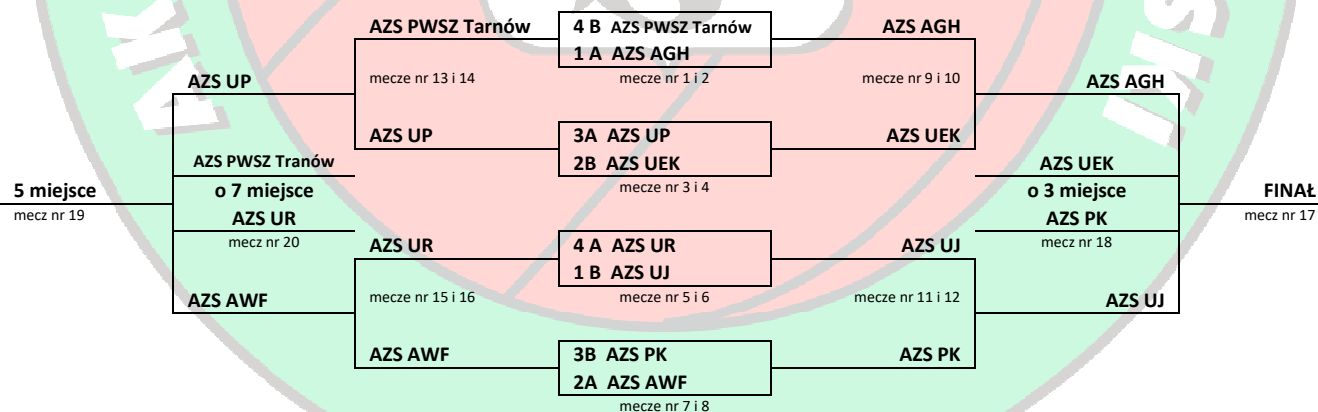 AZS PWSZ Tarnów
4 B AZS PWSZ Tarnów
AZS AGH
1 A AZS AGH
mecze nr 13 i 14
mecze nr 1 i 2
mecze nr 9 i 10
AZS UP
AZS AGH
AZS UP
3A AZS UP
AZS UEK
2B AZS UEK
mecze nr 3 i 4
AZS PWSZ Tranów
AZS UEK
5 miejsce
o 7 miejsce
o 3 miejsce
FINAŁ
mecz nr 19
AZS UR
AZS PK
mecz nr 17
mecz nr 20
mecz nr 18
AZS UR
4 A AZS UR
AZS UJ
1 B AZS UJ
mecze nr 15 i 16
mecze nr 5 i 6
mecze nr 11 i 12
AZS AWF
AZS UJ
AZS AWF
3B AZS PK
AZS PK
2A AZS AWF
mecze nr 7 i 8
AK
SKI